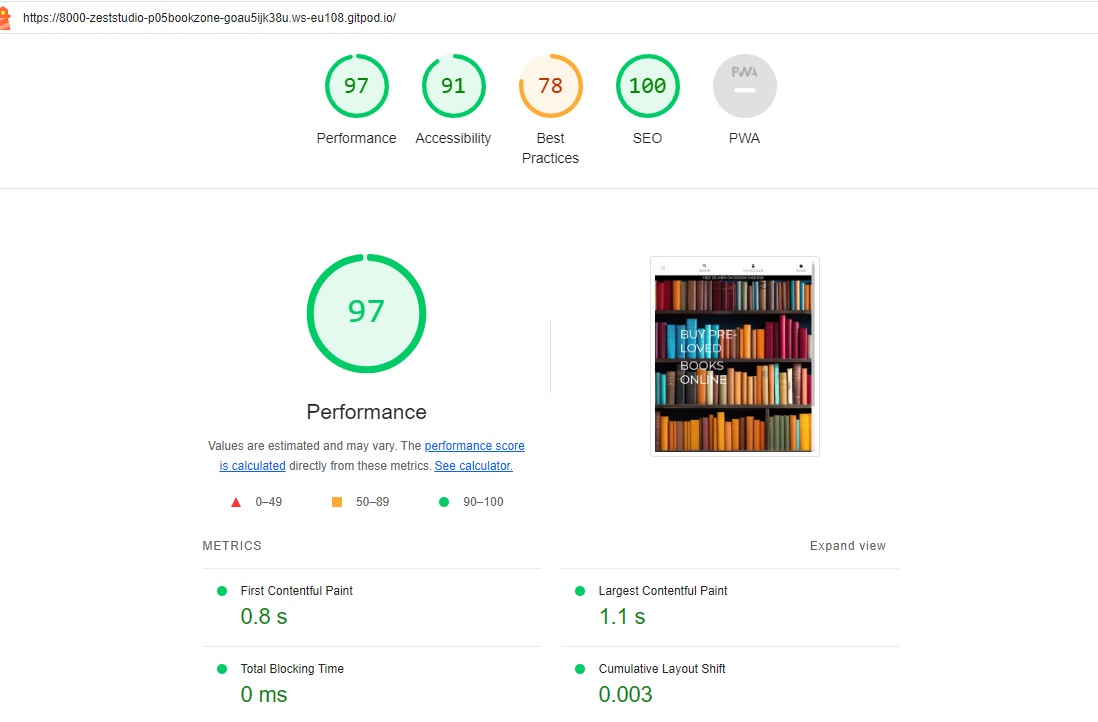 https://8000-zeststudio-p05bookzone-goau5ijk38u.ws-eu108.gitpod.io/
97 91 78 100 PWA
Performance Accessibility Best Practices SEO PWA
97
BUY PRE-
LOVED
BOOKS
ONLINE
Performance
Values are estimated and may vary. The performance score
is calculated directly from these metrics. See calculator.
0–49 50–89 90–100
METRICS Expand view
First Contentful Paint Largest Contentful Paint
0.8 s 1.1 s
Total Blocking Time Cumulative Layout Shift
0 ms 0.003